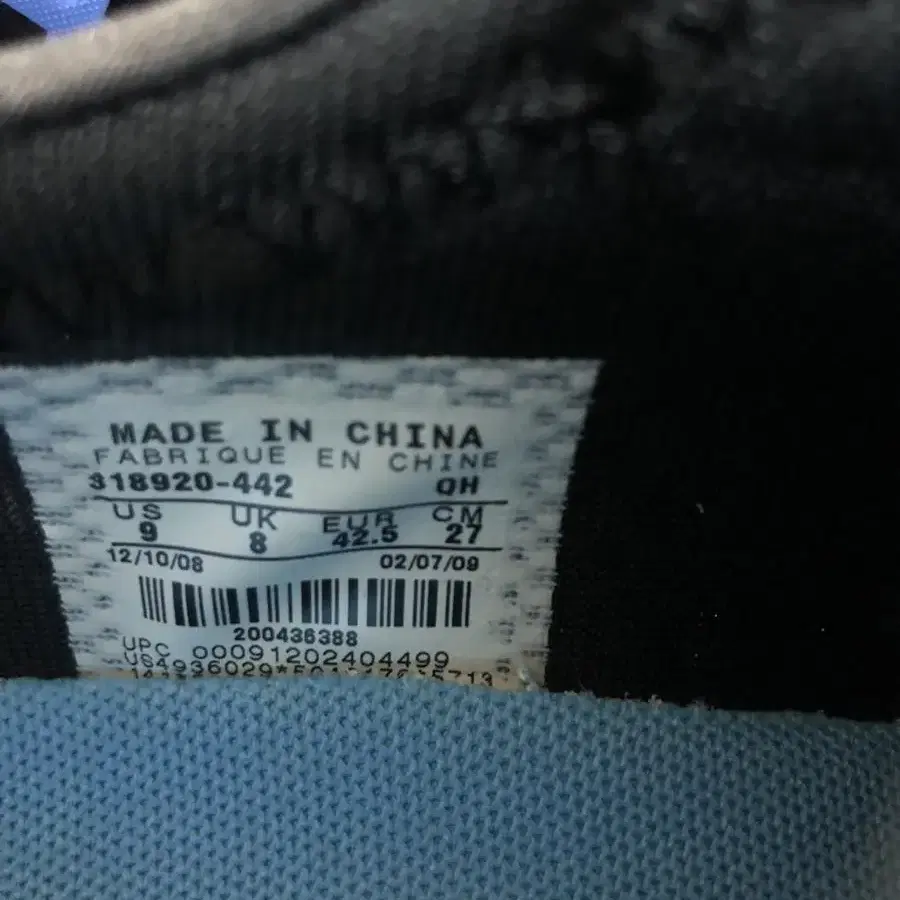 MADE IN CHINA
FABRIQUE EN CHINE
318920-442 QH
US UK EUR CM
9 8 42.5 27
12/10/08 02/07/09
200436388
UPC 00091202404499